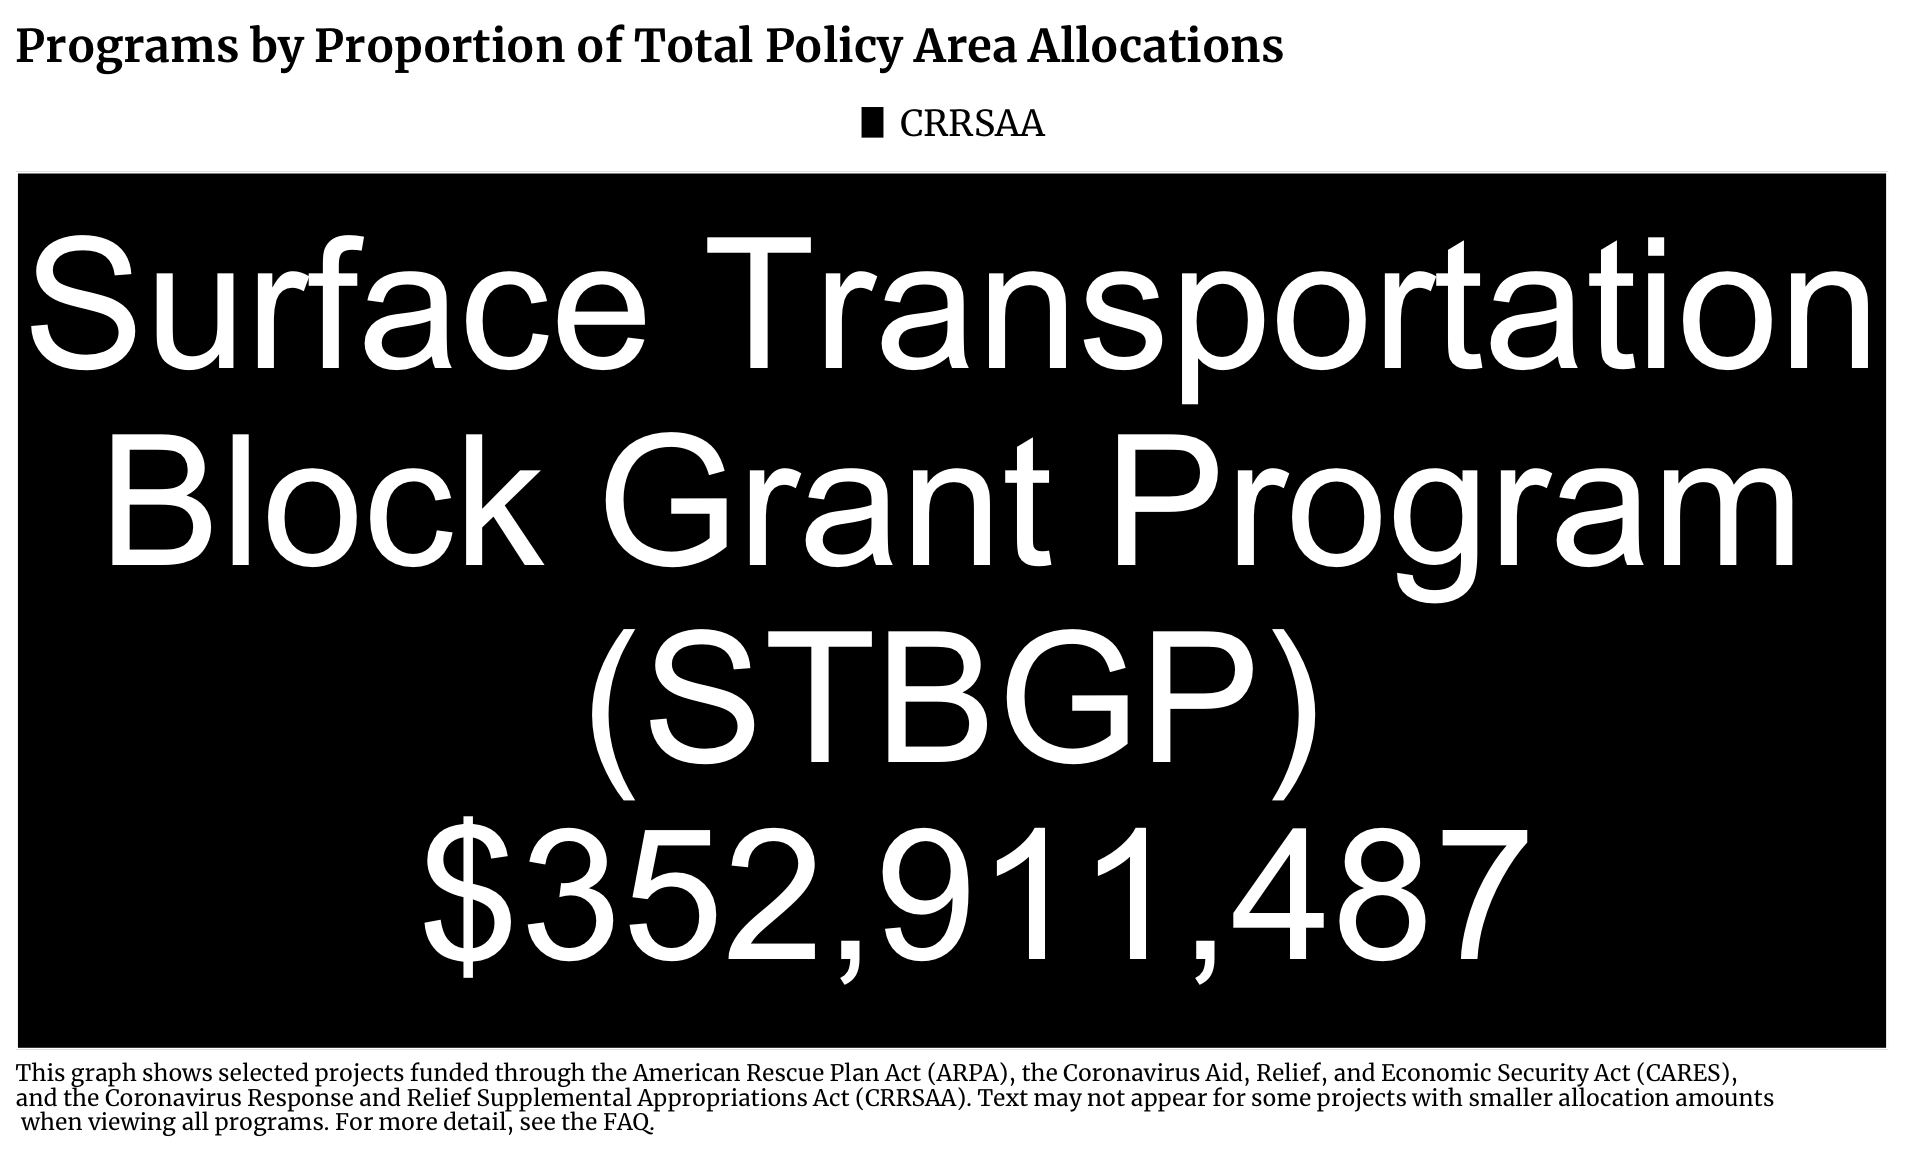 Programs by Proportion of Total Policy Area Allocations
CRRSAA
Surface Transportation
Block Grant Program
(STBGP)
$352,911,487
This graph shows selected projects funded through the American Rescue Plan Act (ARPA), the Coronavirus Aid, Relief, and Economic Security Act (CARES),
and the Coronavirus Response and Relief Supplemental Appropriations Act (CRRSAA). Text may not appear for some projects with smaller allocation amounts
when viewing all programs. For more detail, see the FAQ.